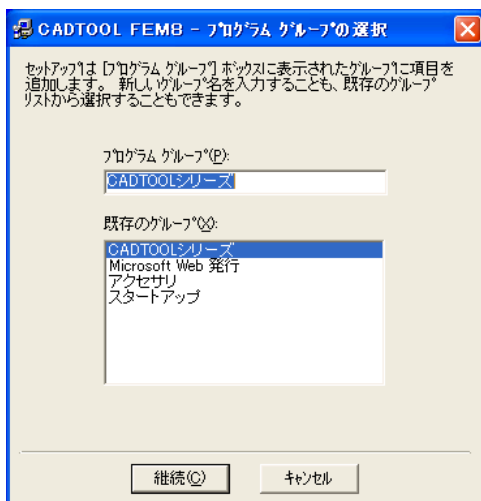 CADTOOL FEM8 - ﾌﾟﾛｸﾞﾗﾑ ｸﾞﾙｰﾌﾟの選択
ｾｯﾄｱｯﾌﾟは [ﾌﾟﾛｸﾞﾗﾑ ｸﾞﾙｰﾌﾟ] ﾎﾞｯｸｽに表示されたｸﾞﾙｰﾌﾟに項目を
追加します。 新しいｸﾞﾙｰﾌﾟ名を入力することも、既存のｸﾞﾙｰﾌﾟ
ﾘｽﾄから選択することもできます。
ﾌﾟﾛｸﾞﾗﾑ ｸﾞﾙｰﾌﾟ(P):
CADTOOLシリーズ
既存のｸﾞﾙｰﾌﾟ(X):
CADTOOLシリーズ
Microsoft Web 発行
アクセサリ
スタートアップ
継続(C)
ｷｬﾝｾﾙ